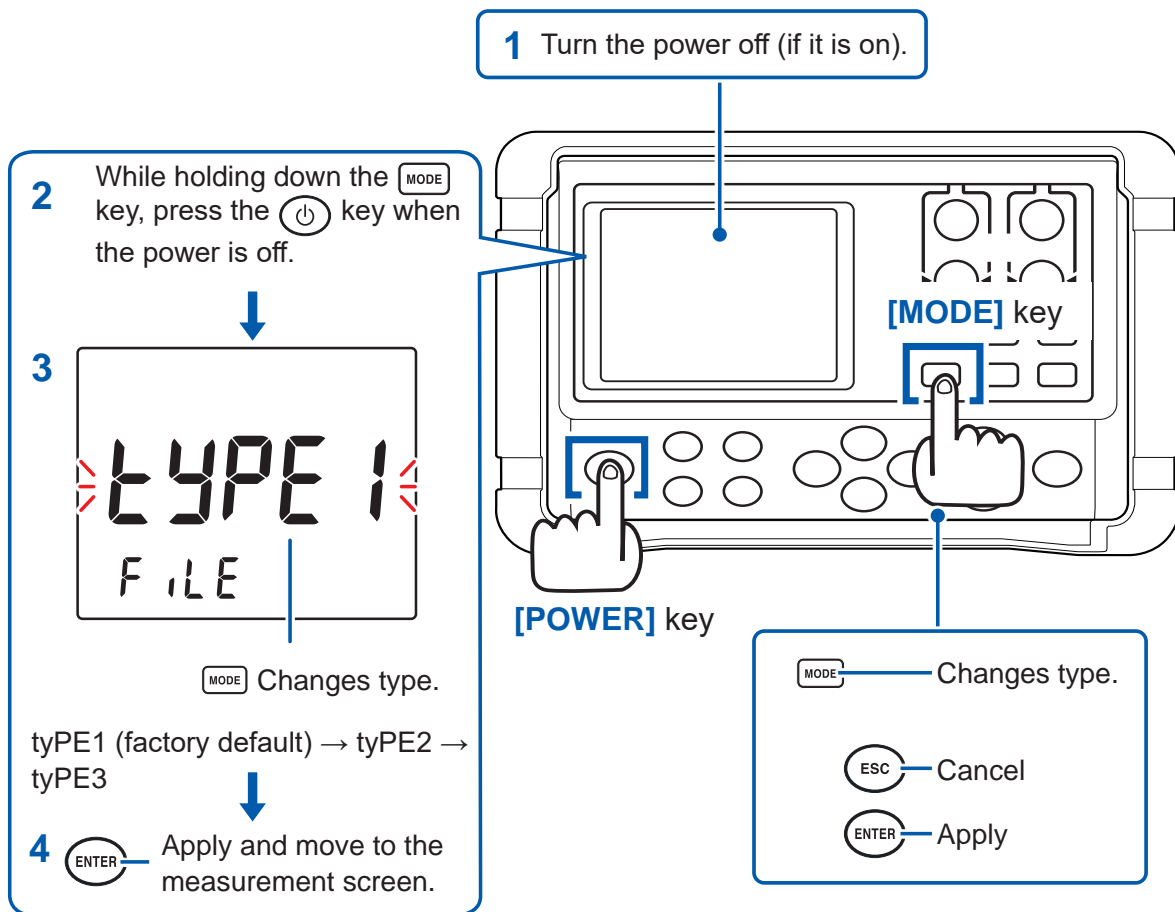 1 Turn the power off (if it is on).
2 While holding down the MODE
key, press the key when
the power is off.
[MODE] key
3
tYPE1
FiLE
[POWER] key
MODE Changes type.
tyPE1 (factory default) → tyPE2 →
tyPE3
4 ENTER Apply and move to the
measurement screen.
MODE Changes type.
ESC Cancel
ENTER Apply